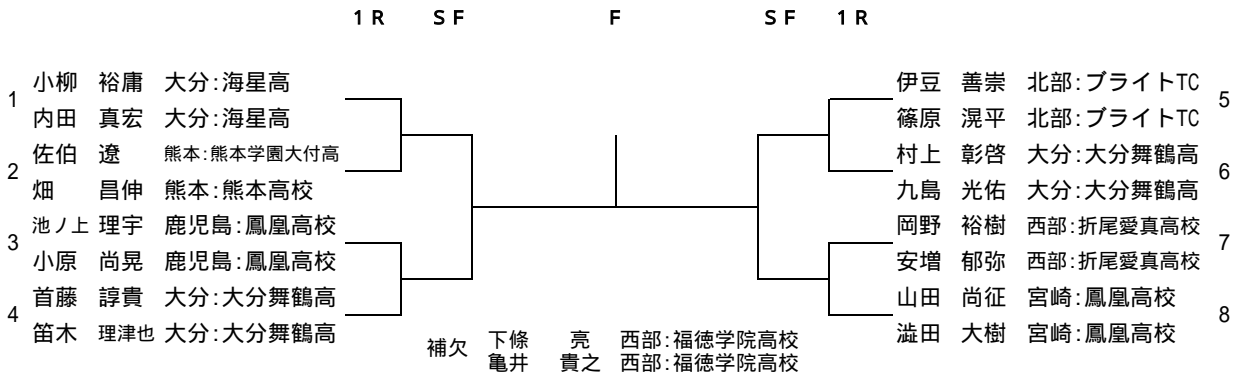 1R SF F SF 1R
1 小柳 裕庸 大分:海星高
内田 真宏 大分:海星高
2 佐伯 遼 熊本:熊本学園大付高
畑 昌伸 熊本:熊本高校
3 池ノ上 理宇 鹿児島:鳳凰高校
小原 尚晃 鹿児島:鳳凰高校
4 首藤 諄貴 大分:大分舞鶴高
笛木 理津也 大分:大分舞鶴高
伊豆 善崇 北部:ブライトTC 5
篠原 滉平 北部:ブライトTC
村上 彰啓 大分:大分舞鶴高 6
九島 光佑 大分:大分舞鶴高
岡野 裕樹 西部:折尾愛真高校 7
安増 郁弥 西部:折尾愛真高校
山田 尚征 宮崎:鳳凰高校 8
澁田 大樹 宮崎:鳳凰高校
補欠 下條 亮 西部:福徳学院高校
亀井 貴之 西部:福徳学院高校